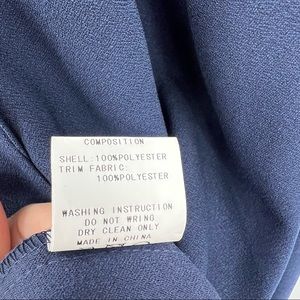 COMPOSITION
SHELL:100%POLYESTER
TRIM FABRIC:
100%POLYESTER
WASHING INSTRUCTION
DO NOT WRING
DRY CLEAN ONLY
MADE IN CHINA